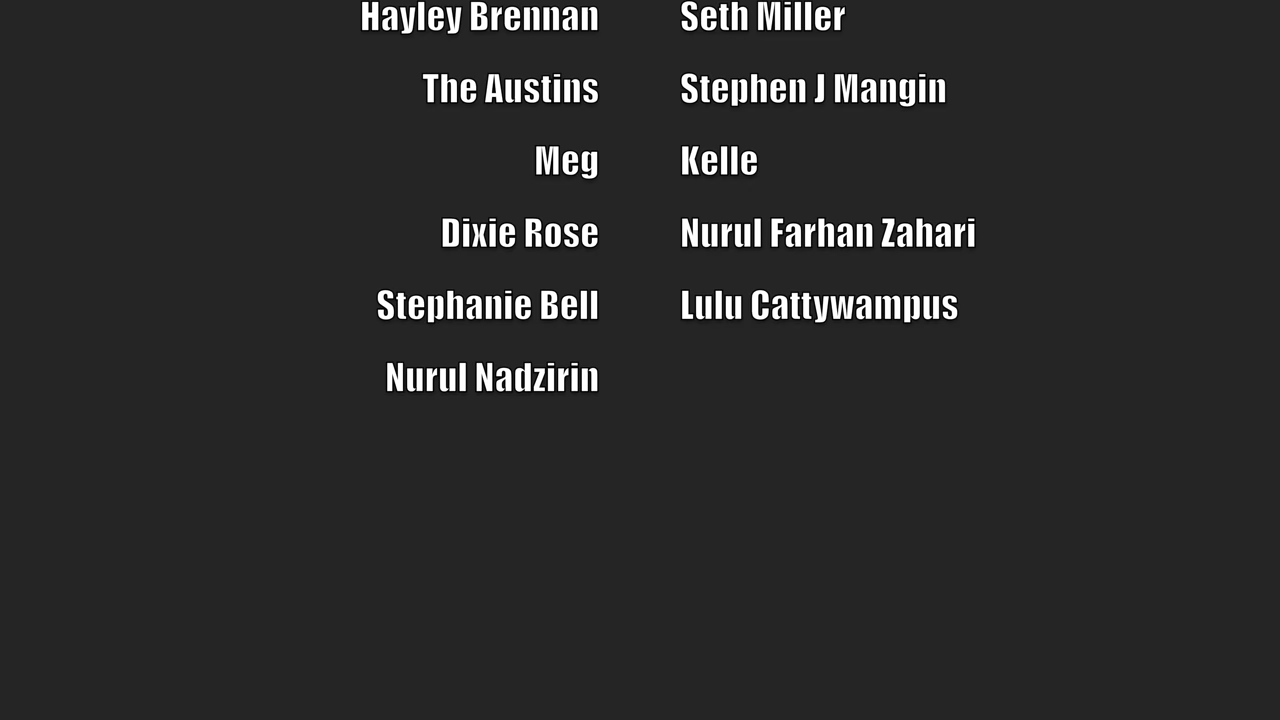 Hayley Brennan Seth Miller
The Austins Stephen J Mangin
Meg Kelle
Dixie Rose Nurul Farhan Zahari
Stephanie Bell Lulu Cattywampus
Nurul Nadzirin